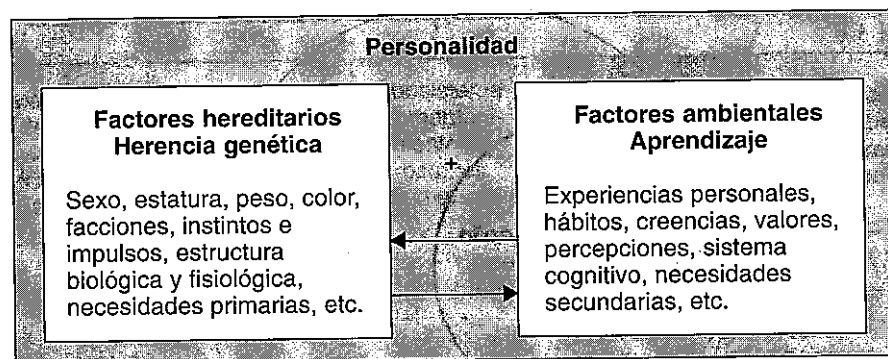 Personalidad
Factores hereditarios
Herencia genética
Sexo, estatura, peso, color,
facciones, instintos e
impulsos, estructura
biológica y fisiológica,
necesidades primarias, etc.
+
Factores ambientales
Aprendizaje
Experiencias personales,
hábitos, creencias, valores,
percepciones, sistema
cognitivo, necesidades
secundarias, etc.